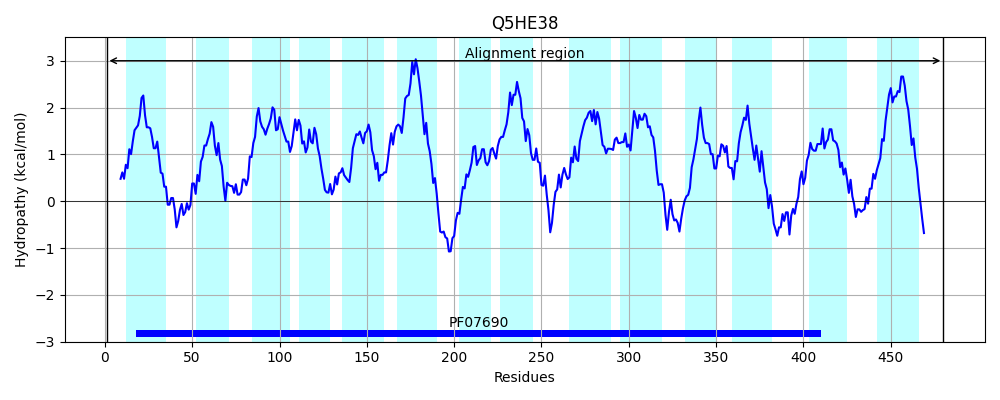 Q5HE38
Hydropathy (kcal/mol)
3
2
1
0
−1
−2
−3
Alignment region
PF07690
0 50 100 150 200 250 300 350 400 450
Residues